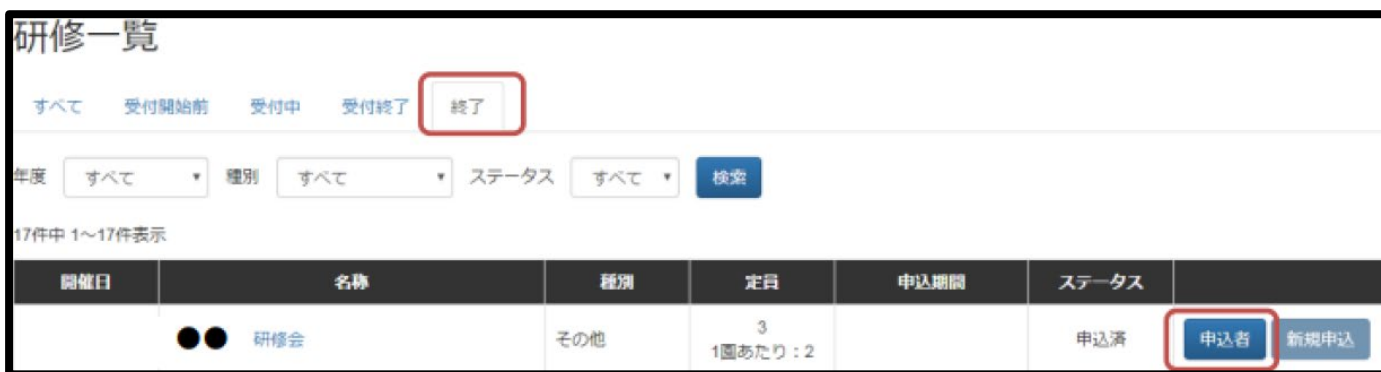 研修一覧
すべて 受付開始前 受付中 受付終了 終了
年度 すべて 種別 すべて ステータス すべて 検索
17件中 1～17件表示
開催日 名称 種別 定員 申込期間 ステータス
●● 研修会 その他 3 申込済 申込者 新規申込
1園あたり：2